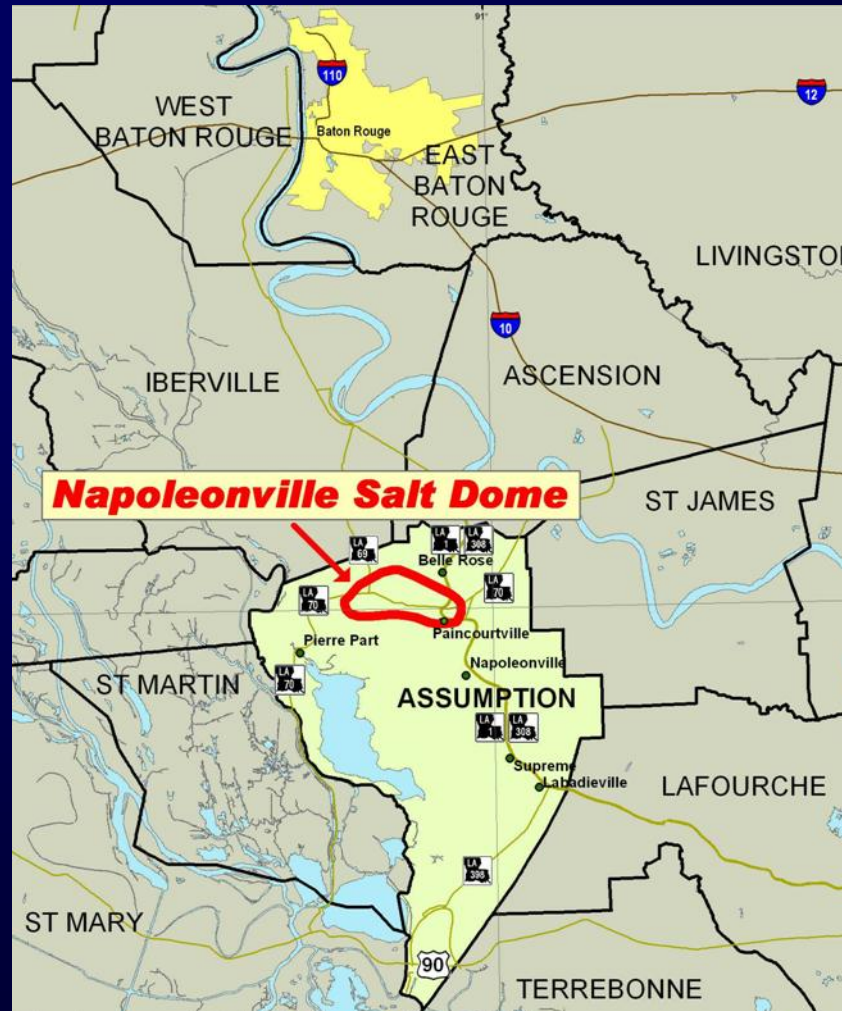 91°
110
12
WEST
BATON ROUGE
Baton Rouge
EAST
BATON
ROUGE
LIVINGSTON
10
IBERVILLE
ASCENSION
Napoleonville Salt Dome
ST JAMES
LA
69
LA
1
LA
308
Belle Rose
LA
70
LA
70
Paincourtville
Pierre Part
Napoleonville
LA
70
ST MARTIN
ASSUMPTION
LA
1
LA
308
Supreme
Labadieville
LAFOURCHE
LA
398
ST MARY
90
TERREBONNE